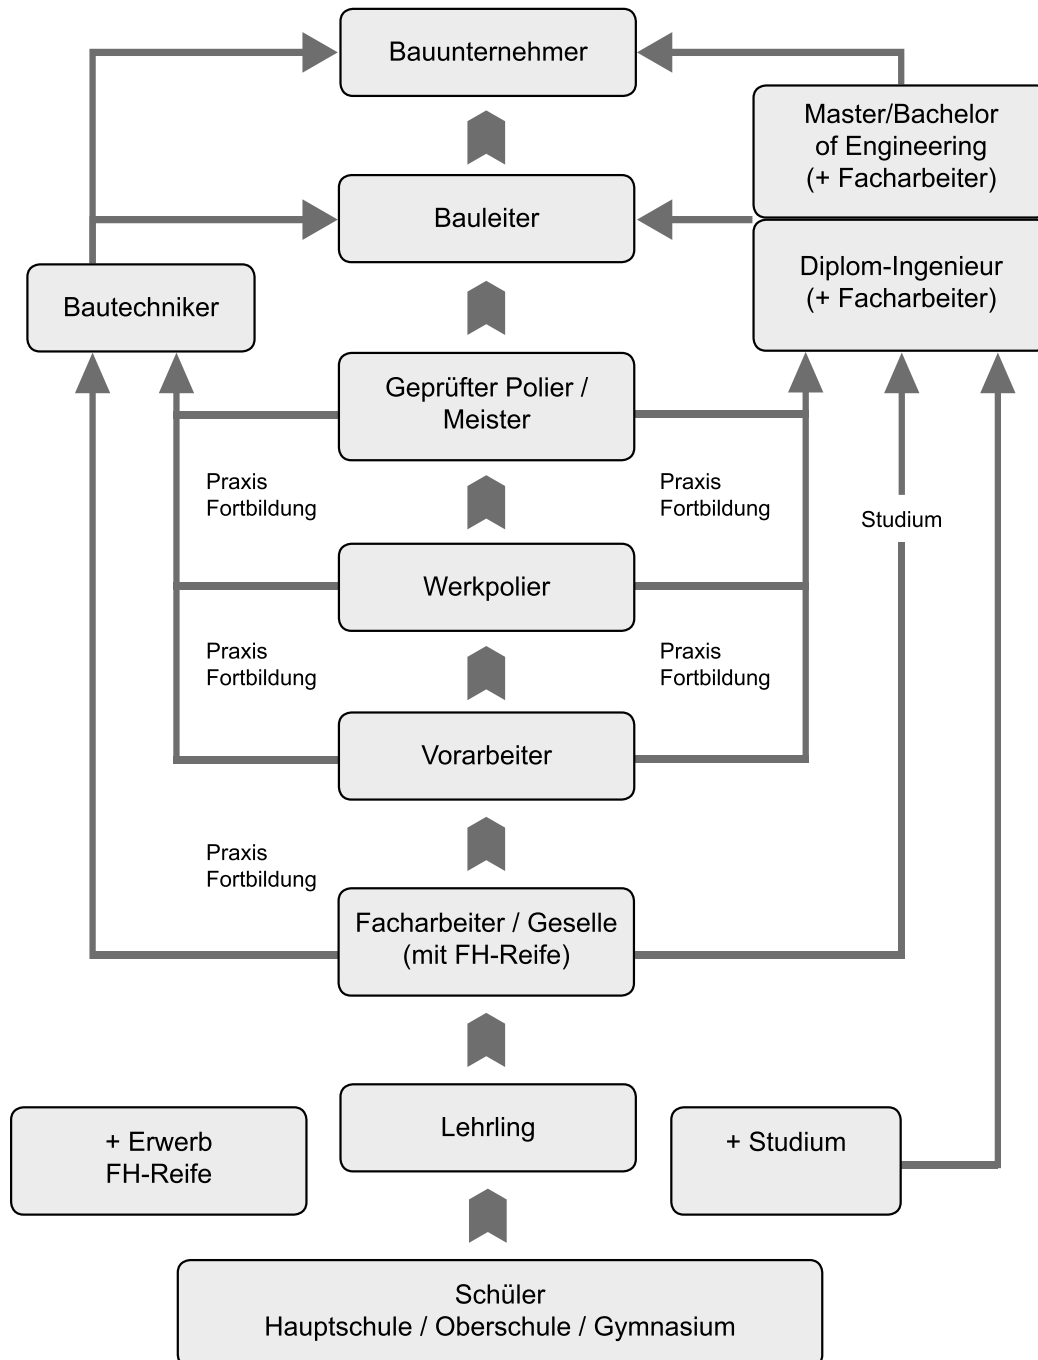 Bauunternehmer
Master/Bachelor
of Engineering
(+ Facharbeiter)
Bauleiter
Diplom-Ingenieur
(+ Facharbeiter)
Bautechniker
Geprüfter Polier /
Meister
Praxis
Fortbildung
Praxis
Fortbildung
Studium
Werkpolier
Praxis
Fortbildung
Praxis
Fortbildung
Vorarbeiter
Praxis
Fortbildung
Facharbeiter / Geselle
(mit FH-Reife)
Lehrling
+ Erwerb
FH-Reife
+ Studium
Schüler
Hauptschule / Oberschule / Gymnasium